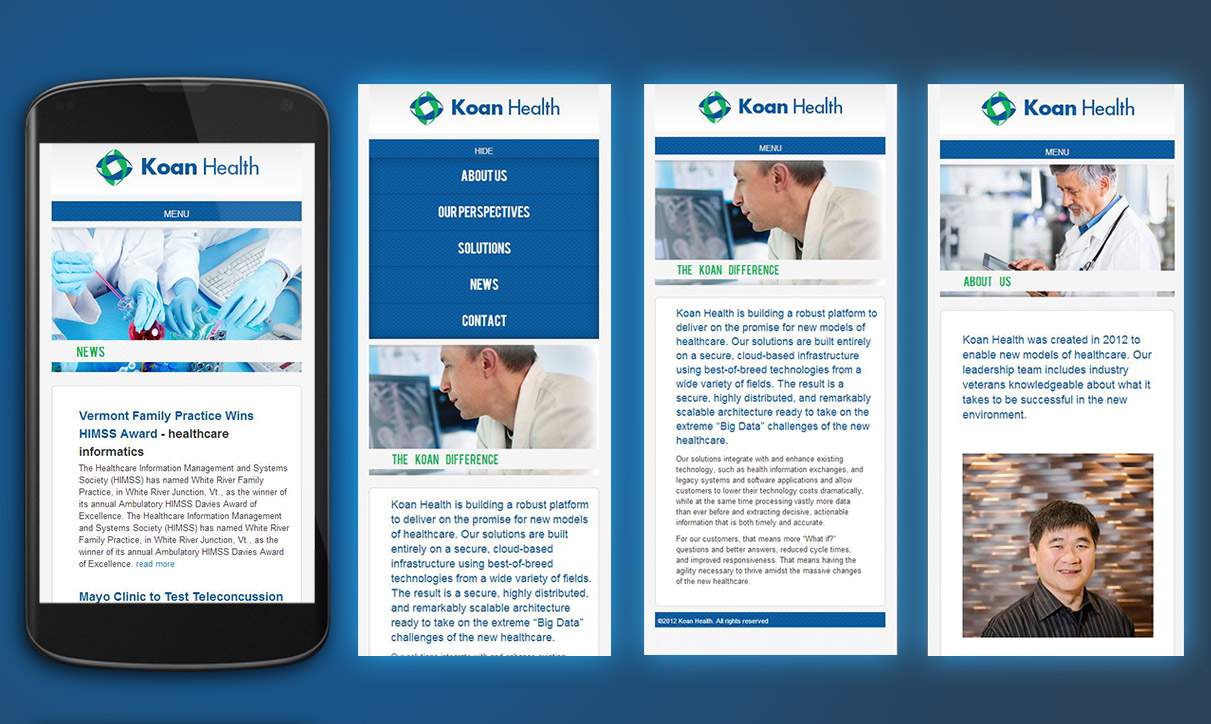 Koan Health
MENU
NEWS
Vermont Family Practice Wins
HIMSS Award - healthcare
informatics
The Healthcare Information Management and Systems
Society (HIMSS) has named White River Family
Practice, in White River Junction, Vt., as the winner of
its annual Ambulatory HIMSS Davies Award of
Excellence. The Healthcare Information Management
and Systems Society (HIMSS) has named White River
Family Practice, in White River Junction, Vt., as the
winner of its annual Ambulatory HIMSS Davies Award
of Excellence. read more
Mayo Clinic to Test Teleconcussion
Koan Health
HIDE
ABOUT US
OUR PERSPECTIVES
SOLUTIONS
NEWS
CONTACT
THE KOAN DIFFERENCE
Koan Health is building a robust platform
to deliver on the promise for new models
of healthcare. Our solutions are built
entirely on a secure, cloud-based
infrastructure using best-of-breed
technologies from a wide variety of fields.
The result is a secure, highly distributed,
and remarkably scalable architecture
ready to take on the extreme “Big Data”
challenges of the new healthcare.
Our solutions integrate with and enhance existing
Koan Health
MENU
THE KOAN DIFFERENCE
Koan Health is building a robust platform to
deliver on the promise for new models of
healthcare. Our solutions are built entirely
on a secure, cloud-based infrastructure
using best-of-breed technologies from a
wide variety of fields. The result is a
secure, highly distributed, and remarkably
scalable architecture ready to take on the
extreme “Big Data” challenges of the new
healthcare.
Our solutions integrate with and enhance existing
technology, such as health information exchanges, and
legacy systems and software applications and allow
customers to lower their technology costs dramatically,
while at the same time processing vastly more data
than ever before and extracting decisive, actionable
information that is both timely and accurate.
For our customers, that means more “What if?”
questions and better answers, reduced cycle times,
and improved responsiveness. That means having the
agility necessary to thrive amidst the massive changes
of the new healthcare.
©2012 Koan Health. All rights reserved
Koan Health
MENU
ABOUT US
Koan Health was created in 2012 to
enable new models of healthcare. Our
leadership team includes industry
veterans knowledgeable about what it
takes to be successful in the new
environment.